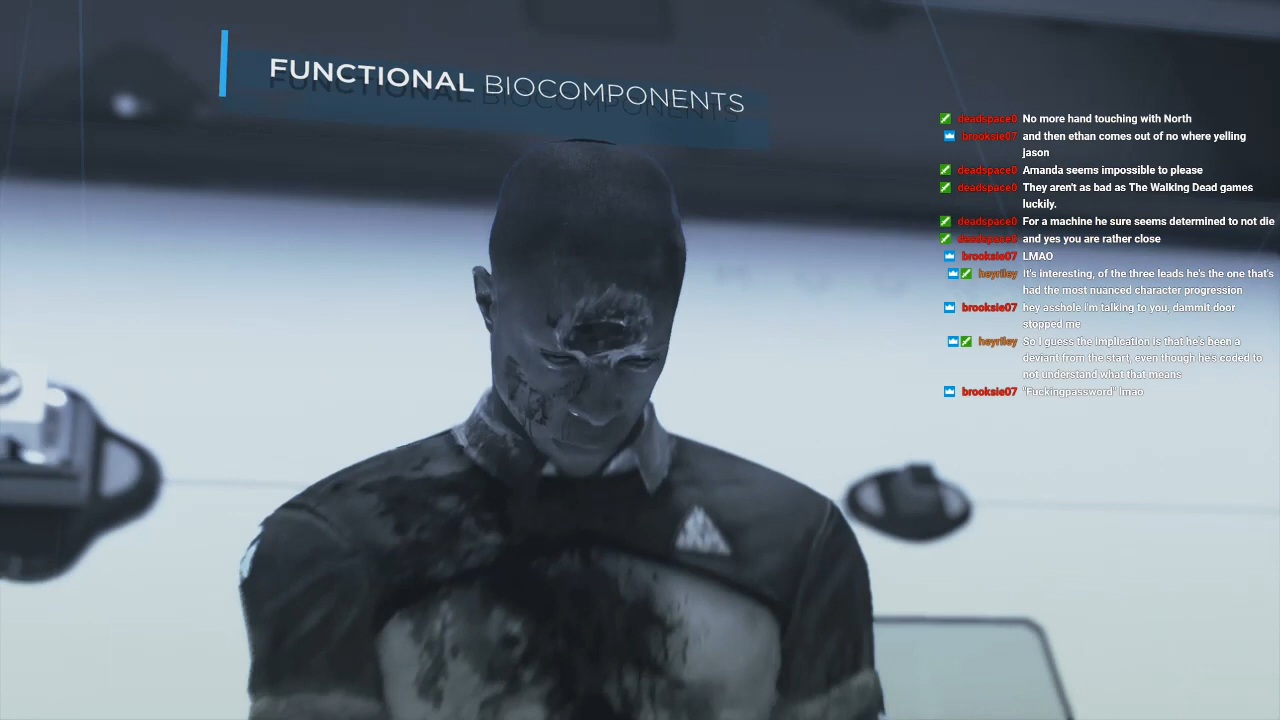 FUNCTIONAL BIOCOMPONENTS
deadspace0 No more hand touching with North
brooksie07 and then ethan comes out of no where yelling
jason
deadspace0 Amanda seems impossible to please
deadspace0 They aren't as bad as The Walking Dead games
luckily.
deadspace0 For a machine he sure seems determined to not die
deadspace0 and yes you are rather close
brooksie07 LMAO
heyriley It's interesting, of the three leads he's the one that's
had the most nuanced character progression
brooksie07 hey asshole i'm talking to you, dammit door
stopped me
heyriley So I guess the implication is that he's been a
deviant from the start, even though he's coded to
not understand what that means
brooksie07 "Fuckingpassword" lmao